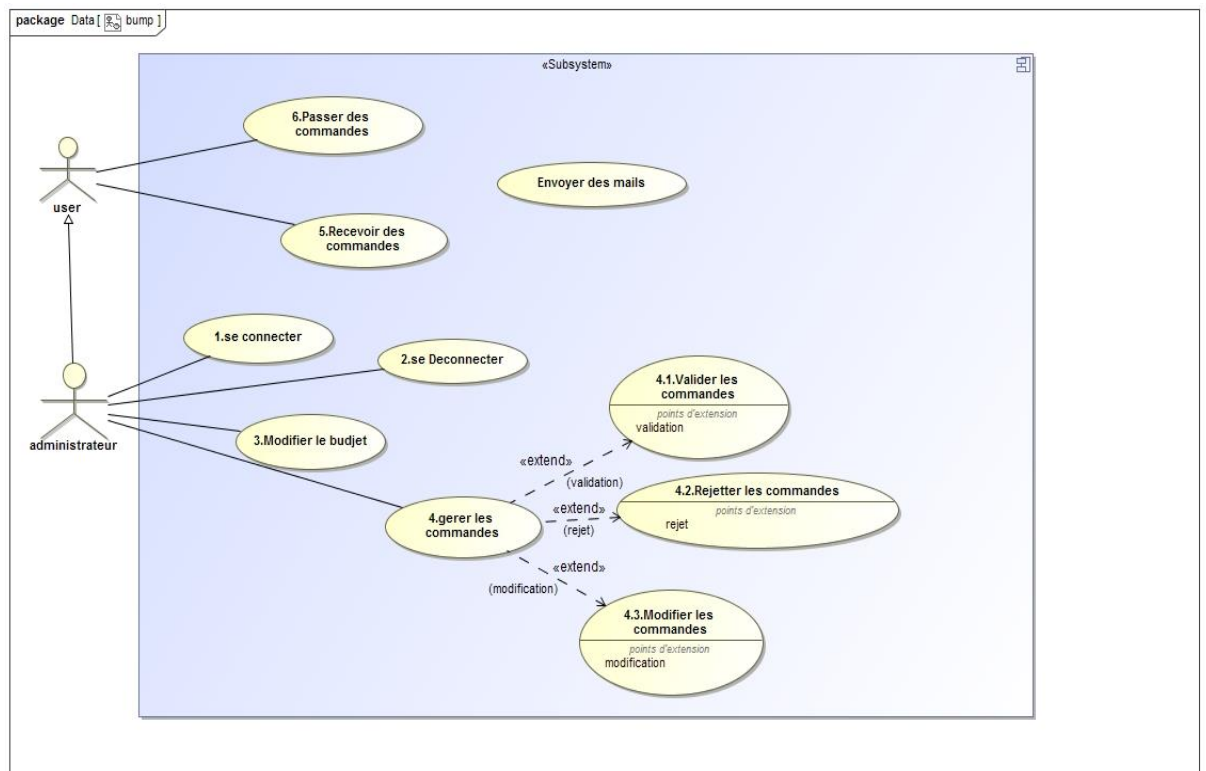 package Data [ bump ]
«Subsystem»
6.Passer des
commandes
Envoyer des mails
user
5.Recevoir des
commandes
1.se connecter
2.se Deconnecter
administrateur
3.Modifier le budjet
4.gerer les
commandes
«extend»
(validation)
«extend»
(rejet)
«extend»
(modification)
4.1.Valider les
commandes
points d'extension
validation
4.2.Rejetter les commandes
points d'extension
rejet
4.3.Modifier les
commandes
points d'extension
modification